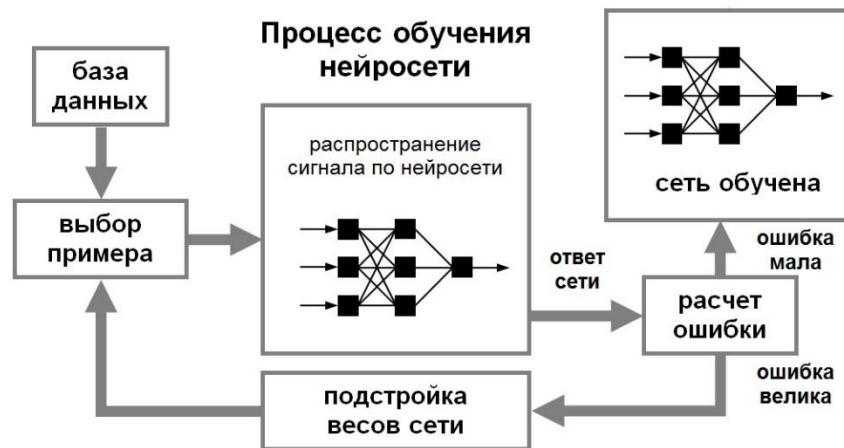 Процесс обучения
нейросети
база
данных
выбор
примера
распространение
сигнала по нейросети
ответ
сети
расчет
ошибки
ошибка
мала
сеть обучена
ошибка
велика
подстройка
весов сети